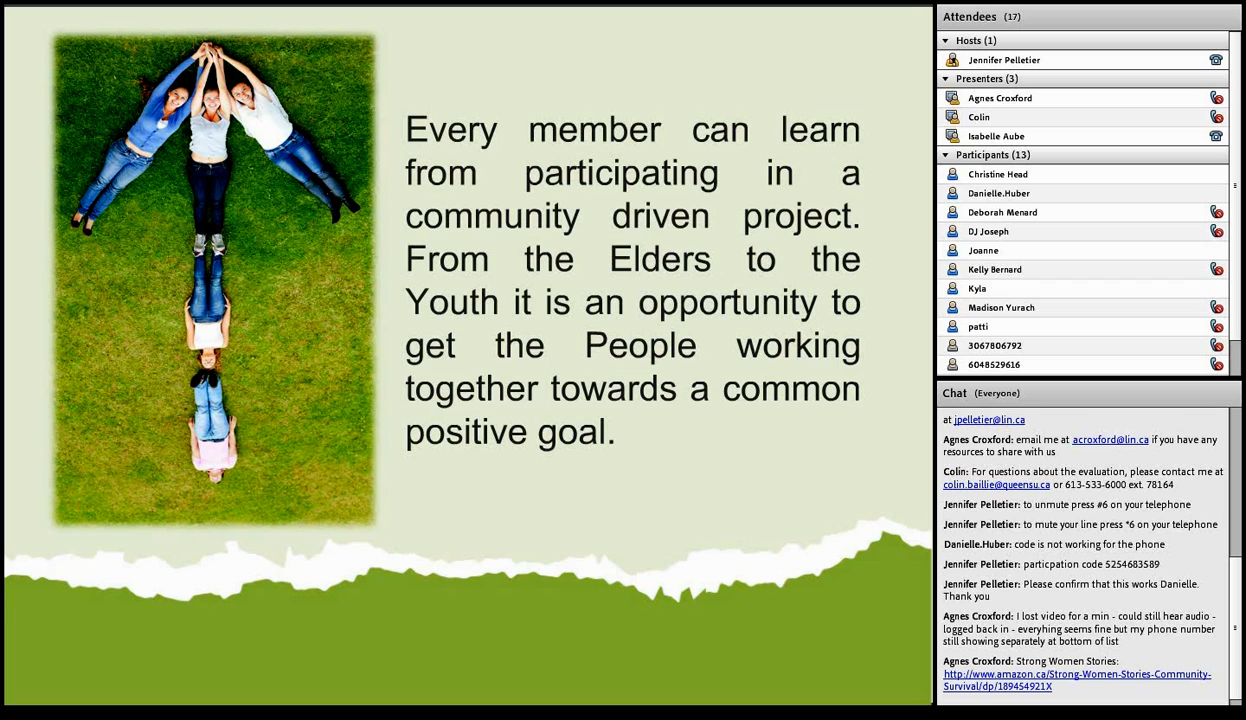 Every member can learn
from participating in a
community driven project.
From the Elders to the
Youth it is an opportunity to
get the People working
together towards a common
positive goal.
Attendees (17)
Hosts (1)
Jennifer Pelletier
Presenters (3)
Agnes Croxford
Colin
Isabelle Aube
Participants (13)
Christine Head
Danielle.Huber
Deborah Menard
DJ Joseph
Joanne
Kelly Bernard
Kyla
Madison Yurach
patti
3067806792
6048529616
Chat (Everyone)
at jpelletier@lin.ca
Agnes Croxford: email me at acroxford@lin.ca if you have any
resources to share with us
Colin: For questions about the evaluation, please contact me at
colin.baillie@queensu.ca or 613-533-6000 ext. 78164
Jennifer Pelletier: to unmute press #6 on your telephone
Jennifer Pelletier: to mute your line press *6 on your telephone
Danielle.Huber: code is not working for the phone
Jennifer Pelletier: particpation code 5254683589
Jennifer Pelletier: Please confirm that this works Danielle.
Thank you
Agnes Croxford: I lost video for a min - could still hear audio -
logged back in - everyhing seems fine but my phone number
still showing separately at bottom of list
Agnes Croxford: Strong Women Stories:
http://www.amazon.ca/Strong-Women-Stories-Community-
Survival/dp/189454921X